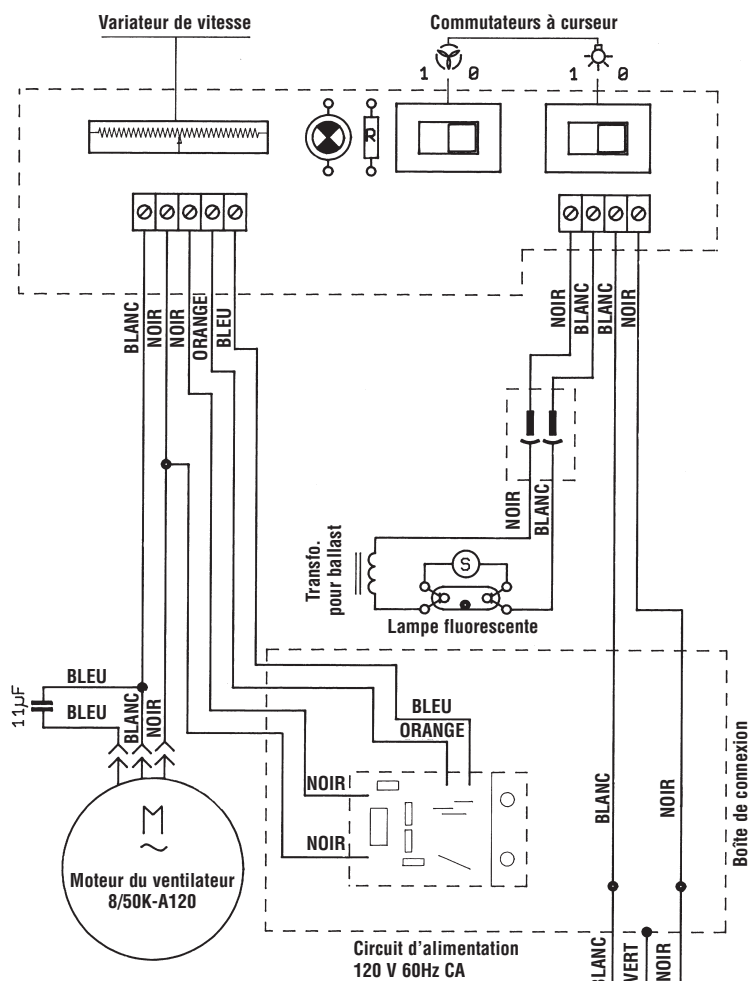 Variateur de vitesse
Commutateurs à curseur
1 0
1 0
R
BLANC
NOIR
NOIR
ORANGE
BLEU
NOIR
BLANC
BLANC
NOIR
NOIR
BLANC
Transfo.
pour ballast
S
Lampe fluorescente
BLEU
11µF
BLEU
BLANC
NOIR
BLEU
ORANGE
NOIR
NOIR
BLANC
NOIR
Boîte de connexion
M
~
Moteur du ventilateur
8/50K-A120
Circuit d'alimentation
120 V 60Hz CA
BLANC
VERT
NOIR